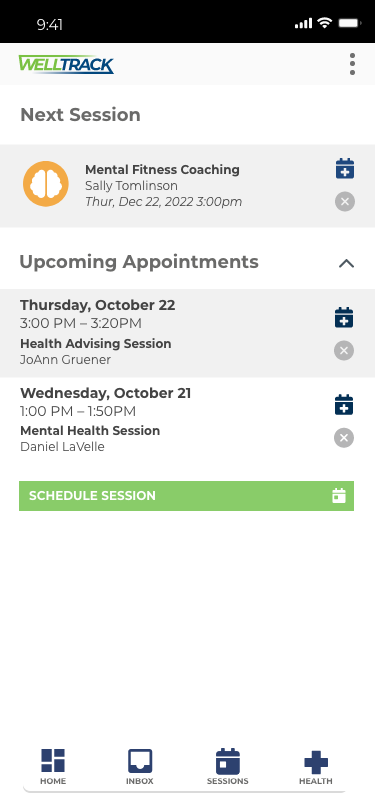 9:41
WELLTRACK
Next Session
Mental Fitness Coaching
Sally Tomlinson
Thur, Dec 22, 2022 3:00pm
Upcoming Appointments
Thursday, October 22
3:00 PM – 3:20PM
Health Advising Session
JoAnn Gruener
Wednesday, October 21
1:00 PM – 1:50PM
Mental Health Session
Daniel LaVelle
SCHEDULE SESSION
HOME INBOX SESSIONS HEALTH